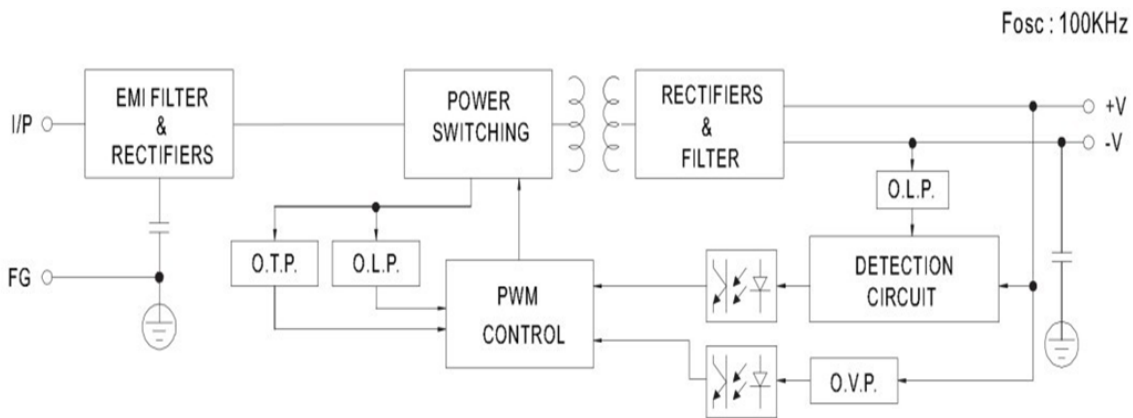 Fosc : 100KHz
I/P
EMI FILTER
&
RECTIFIERS
POWER
SWITCHING
RECTIFIERS
&
FILTER
+V
-V
O.L.P.
FG
O.T.P.
O.L.P.
PWM
CONTROL
DETECTION
CIRCUIT
O.V.P.